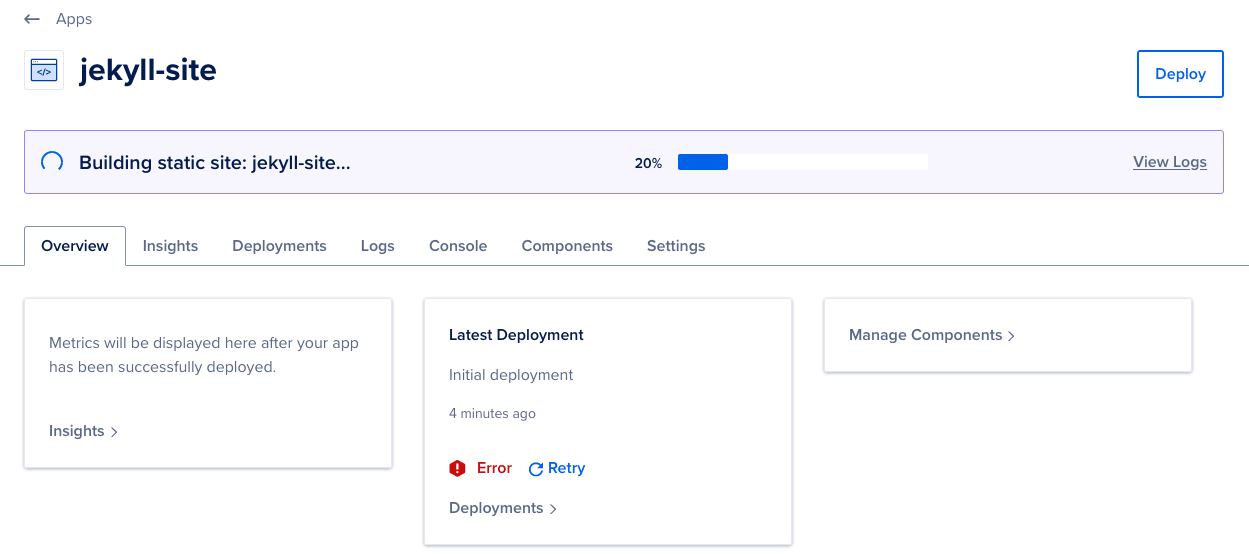 Apps
</>
jekyll-site
Deploy
Building static site: jekyll-site...
20%
View Logs
Overview
Insights
Deployments
Logs
Console
Components
Settings
Metrics will be displayed here after your app
has been successfully deployed.
Insights
Latest Deployment
Initial deployment
4 minutes ago
Error
Retry
Deployments
Manage Components